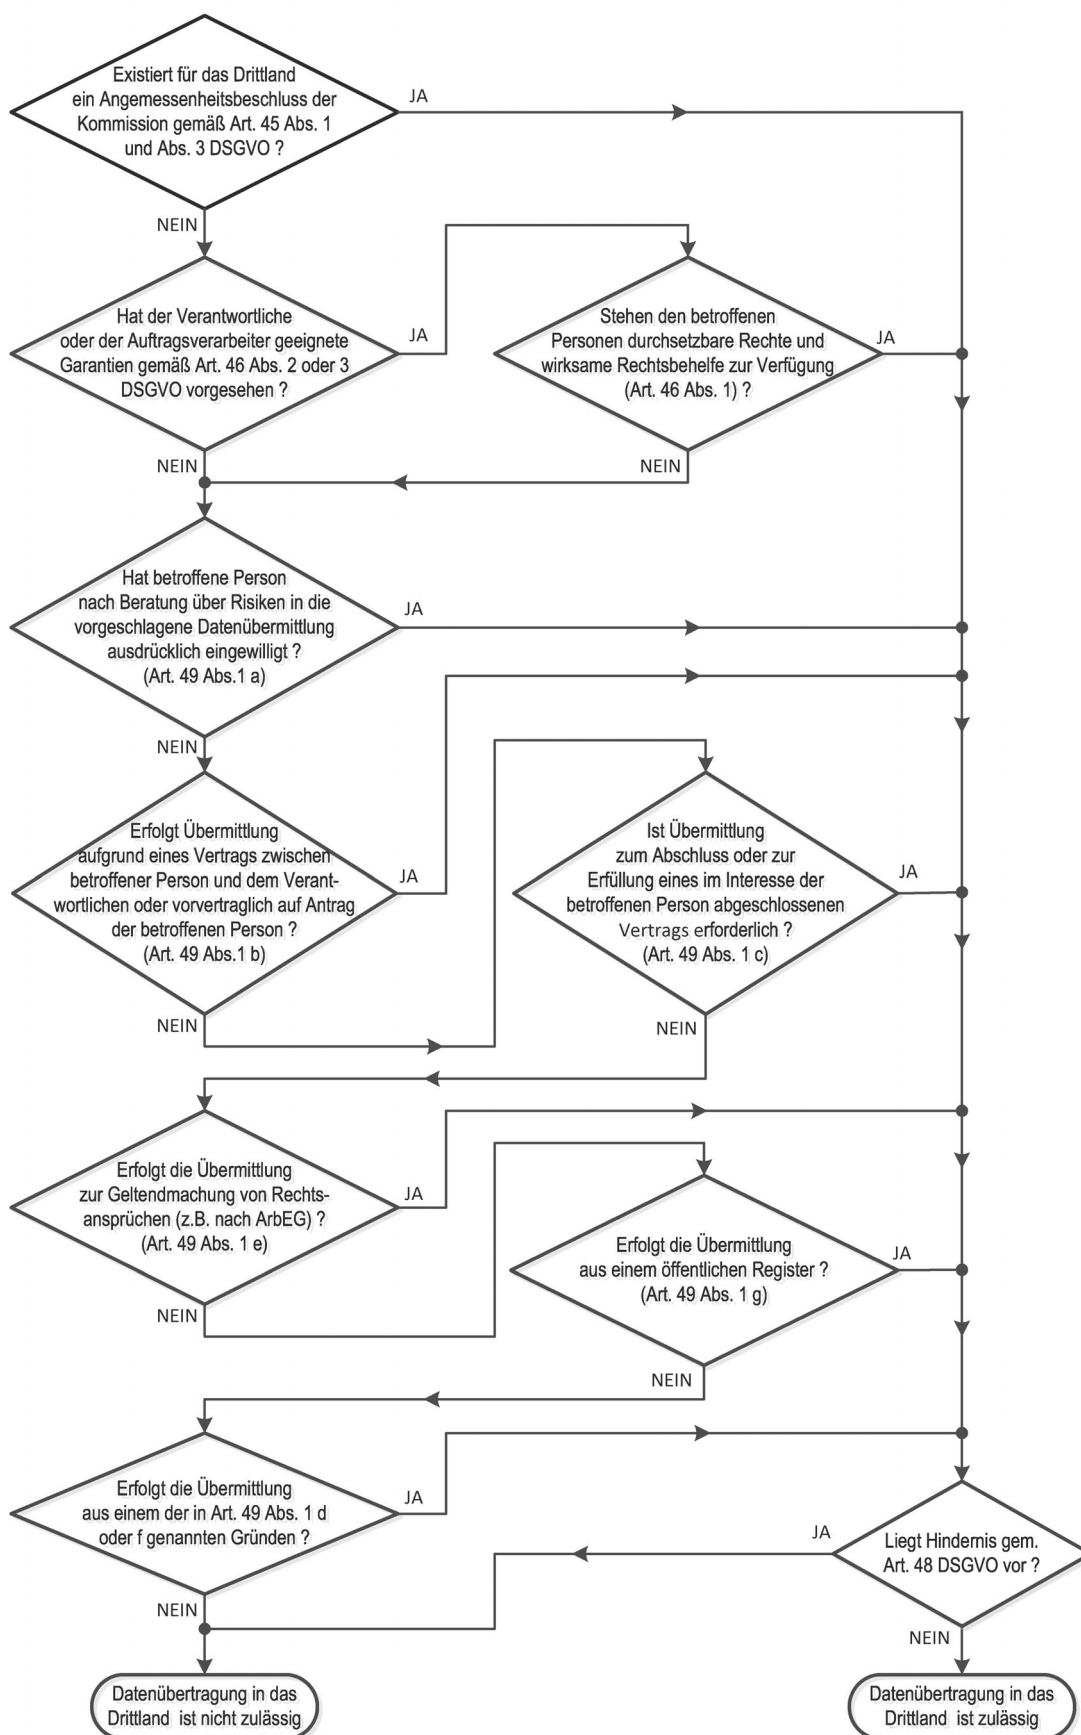 Existiert für das Drittland
ein Angemessenheitsbeschluss der
Kommission gemäß Art. 45 Abs. 1
und Abs. 3 DSGVO ?
JA
NEIN
Hat der Verantwortliche
oder der Auftragsverarbeiter geeignete
Garantien gemäß Art. 46 Abs. 2 oder 3
DSGVO vorgesehen ?
JA
NEIN
Stehen den betroffenen
Personen durchsetzbare Rechte und
wirksame Rechtsbehelfe zur Verfügung
(Art. 46 Abs. 1) ?
JA
NEIN
Hat betroffene Person
nach Beratung über Risiken in die
vorgeschlagene Datenübermittlung
ausdrücklich eingewilligt ?
(Art. 49 Abs.1 a)
JA
NEIN
Erfolgt Übermittlung
aufgrund eines Vertrags zwischen
betroffener Person und dem Verant-
wortlichen oder vorvertraglich auf Antrag
der betroffenen Person ?
(Art. 49 Abs.1 b)
JA
NEIN
Ist Übermittlung
zum Abschluss oder zur
Erfüllung eines im Interesse der
betroffenen Person abgeschlossenen
Vertrags erforderlich ?
(Art. 49 Abs. 1 c)
JA
NEIN
Erfolgt die Übermittlung
zur Geltendmachung von Rechts-
ansprüchen (z.B. nach ArbEG) ?
(Art. 49 Abs. 1 e)
JA
NEIN
Erfolgt die Übermittlung
aus einem öffentlichen Register ?
(Art. 49 Abs. 1 g)
JA
NEIN
Erfolgt die Übermittlung
aus einem der in Art. 49 Abs. 1 d
oder f genannten Gründen ?
JA
NEIN
Liegt Hindernis gem.
Art. 48 DSGVO vor ?
JA
NEIN
Datenübertragung in das
Drittland ist nicht zulässig
Datenübertragung in das
Drittland ist zulässig